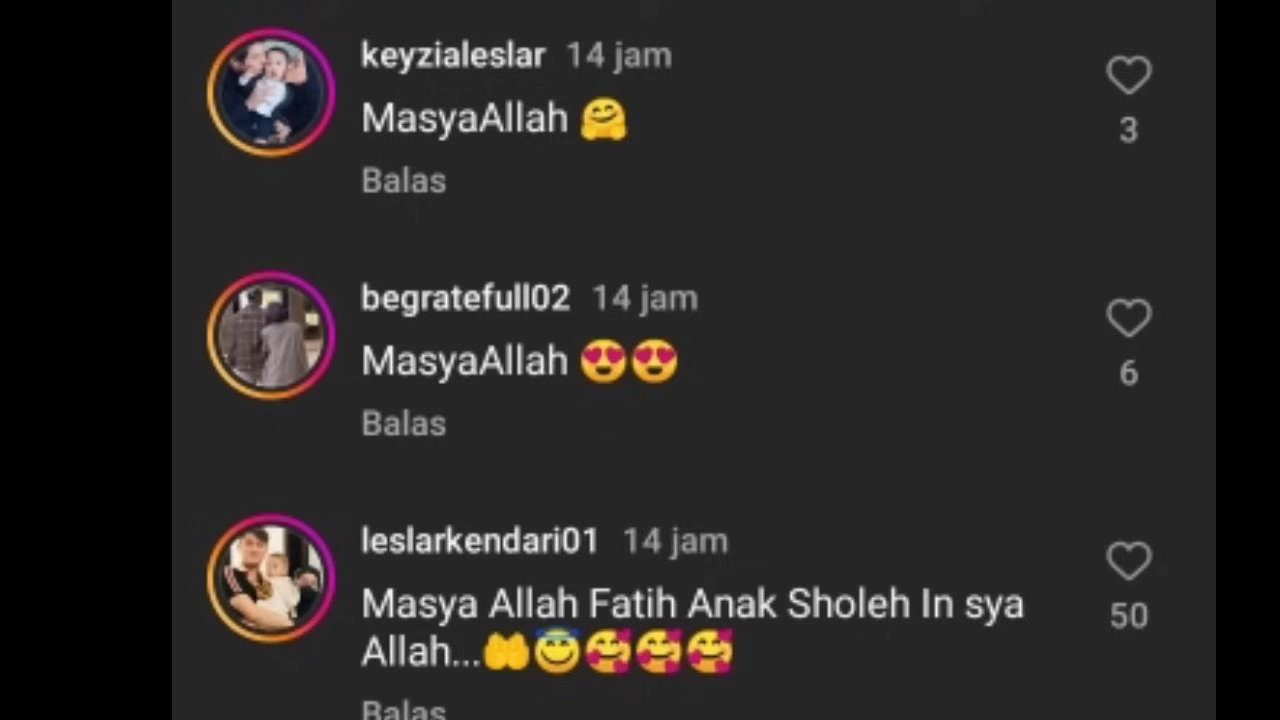 keyzialeslar 14 jam
MasyaAllah 🤗
3
Balas
begratefull02 14 jam
MasyaAllah 😍😍
6
Balas
leslarkendari01 14 jam
Masya Allah Fatih Anak Sholeh In sya
50
Allah...🤲😇🥰🥰🥰
Balas